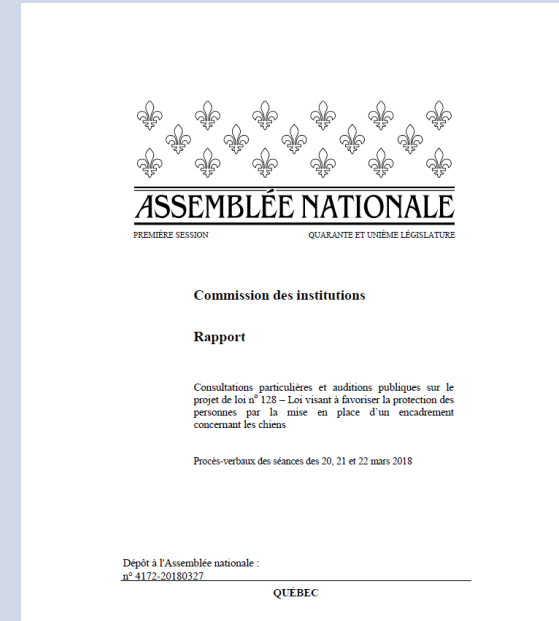 ASSEMBLÉE NATIONALE
PREMIÈRE SESSION QUARANTE ET UNIÈME LÉGISLATURE
Commission des institutions
Rapport
Consultations particulières et auditions publiques sur le
projet de loi n° 128 – Loi visant à favoriser la protection des
personnes par la mise en place d'un encadrement
concernant les chiens
Procès-verbaux des séances des 20, 21 et 22 mars 2018
Dépôt à l'Assemblée nationale :
n° 4172-20180327
QUÉBEC